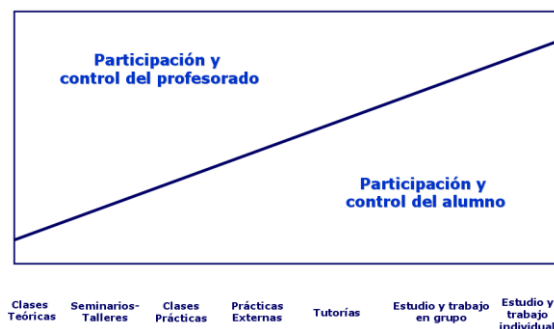 Participación y
control del profesorado
Participación y
control del alumno
Clases
Teóricas
Seminarios-
Talleres
Clases
Prácticas
Prácticas
Externas
Tutorías
Estudio y trabajo
en grupo
Estudio y
trabajo
individual